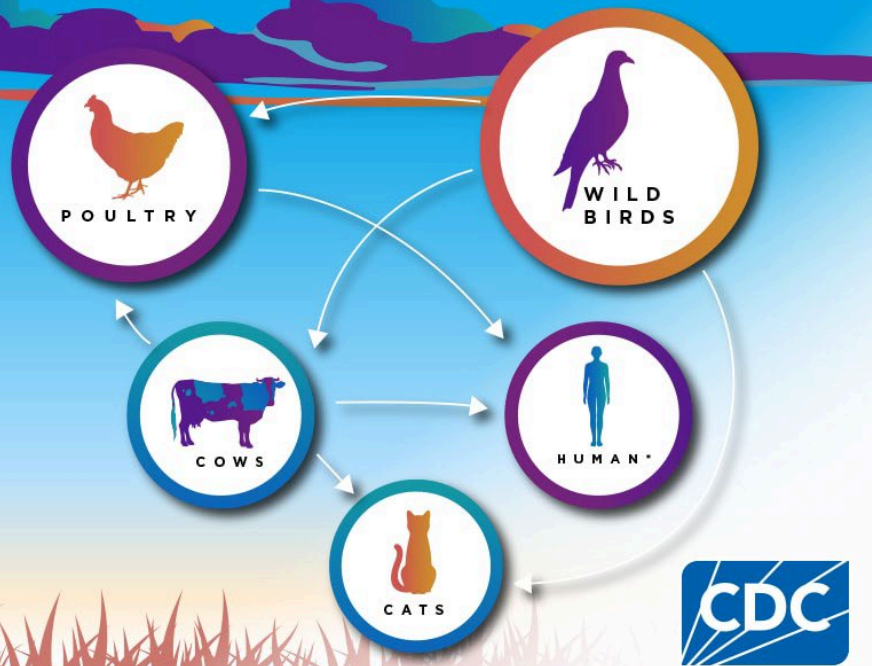 POULTRY
WILD
BIRDS
COWS
HUMAN*
CATS
CDC